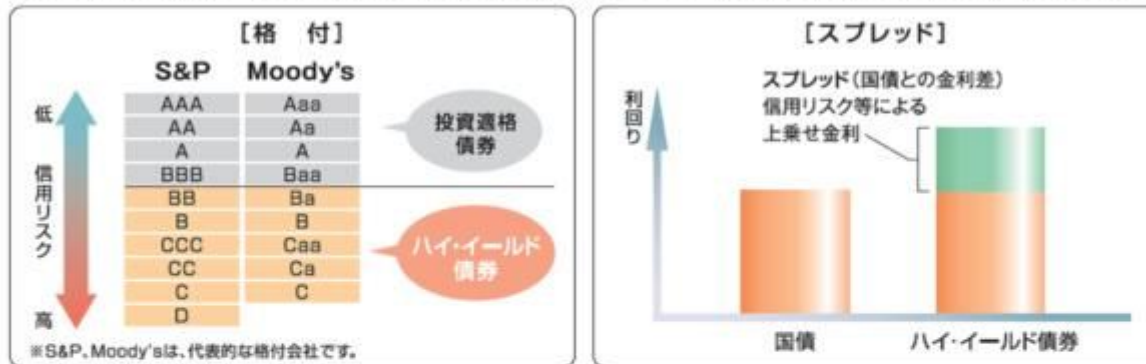 [格 付]
S&P Moody's
低
信用リスク
高
AAA Aaa
AA Aa
A A
BBB Baa
BB Ba
B B
CCC Caa
CC Ca
C C
D
投資適格
債券
ハイ・イールド
債券
※S&P、Moody'sは、代表的な格付会社です。
[スプレッド]
利回り
スプレッド(国債との金利差)
信用リスク等による
上乗せ金利
国債 ハイ・イールド債券